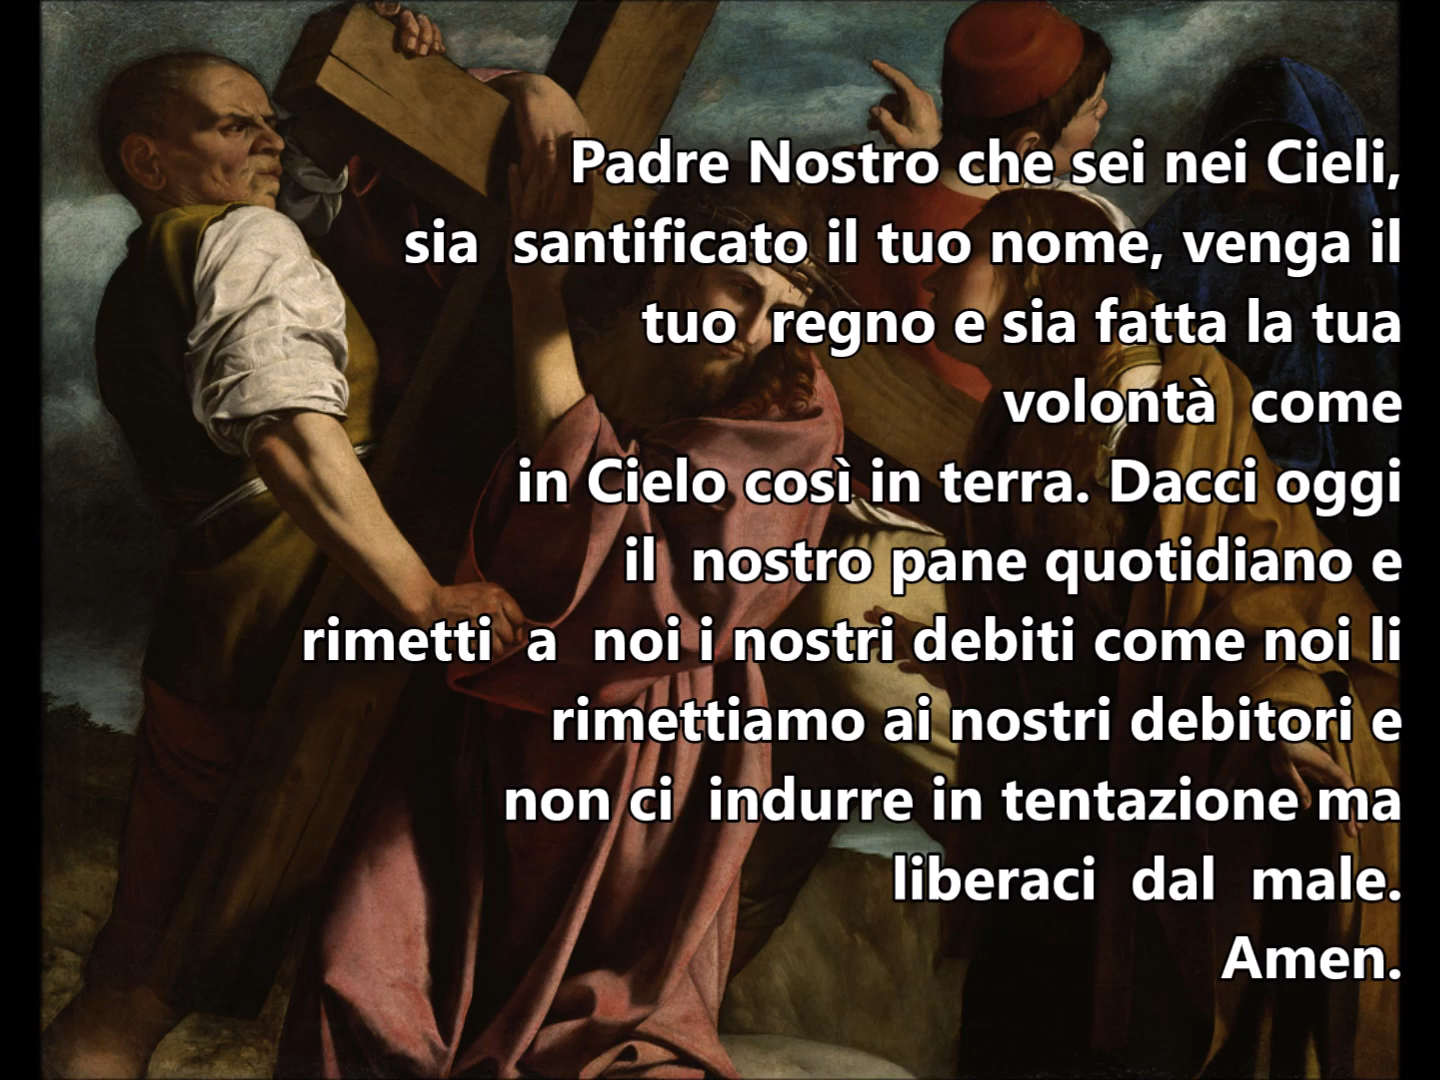 Padre Nostro che sei nei Cieli,
sia santificato il tuo nome, venga il
tuo regno e sia fatta la tua
volontà come
in Cielo così in terra. Dacci oggi
il nostro pane quotidiano e
rimetti a noi i nostri debiti come noi li
rimettiamo ai nostri debitori e
non ci indurre in tentazione ma
liberaci dal male.
Amen.